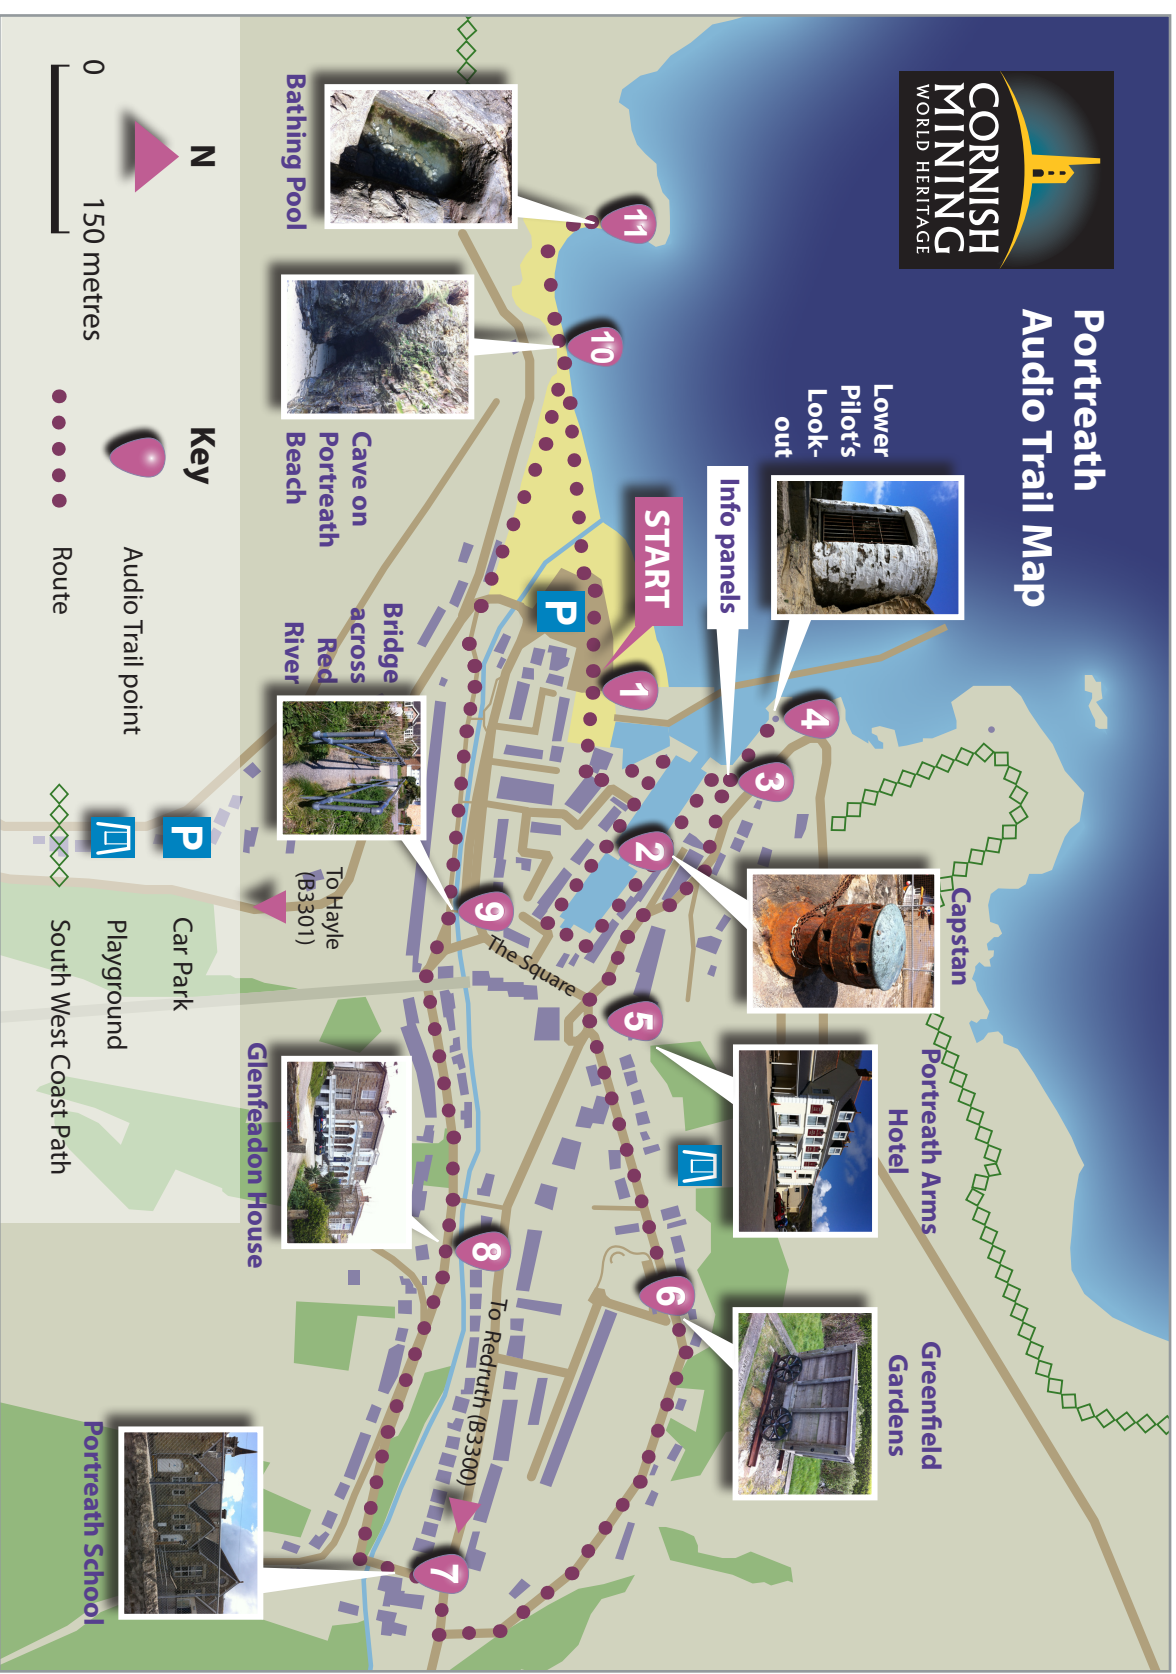 CORNISH
MINING
WORLD HERITAGE
Portreath
Audio Trail Map
Lower
Pilot's
Look-
out
Info panels
START
P
1
2
3
4
5
6
7
8
9
10
11
Capstan
Portreath Arms
Hotel
Greenfield
Gardens
Bathing Pool
Cave on
Portreath
Beach
Bridge
across
Red
River
The Square
To Hayle
(B3301)
Glenfeadon House
To Redruth (B3300)
Portreath School
N
0
150 metres
Key
Audio Trail point
Route
P
Car Park
Playground
South West Coast Path